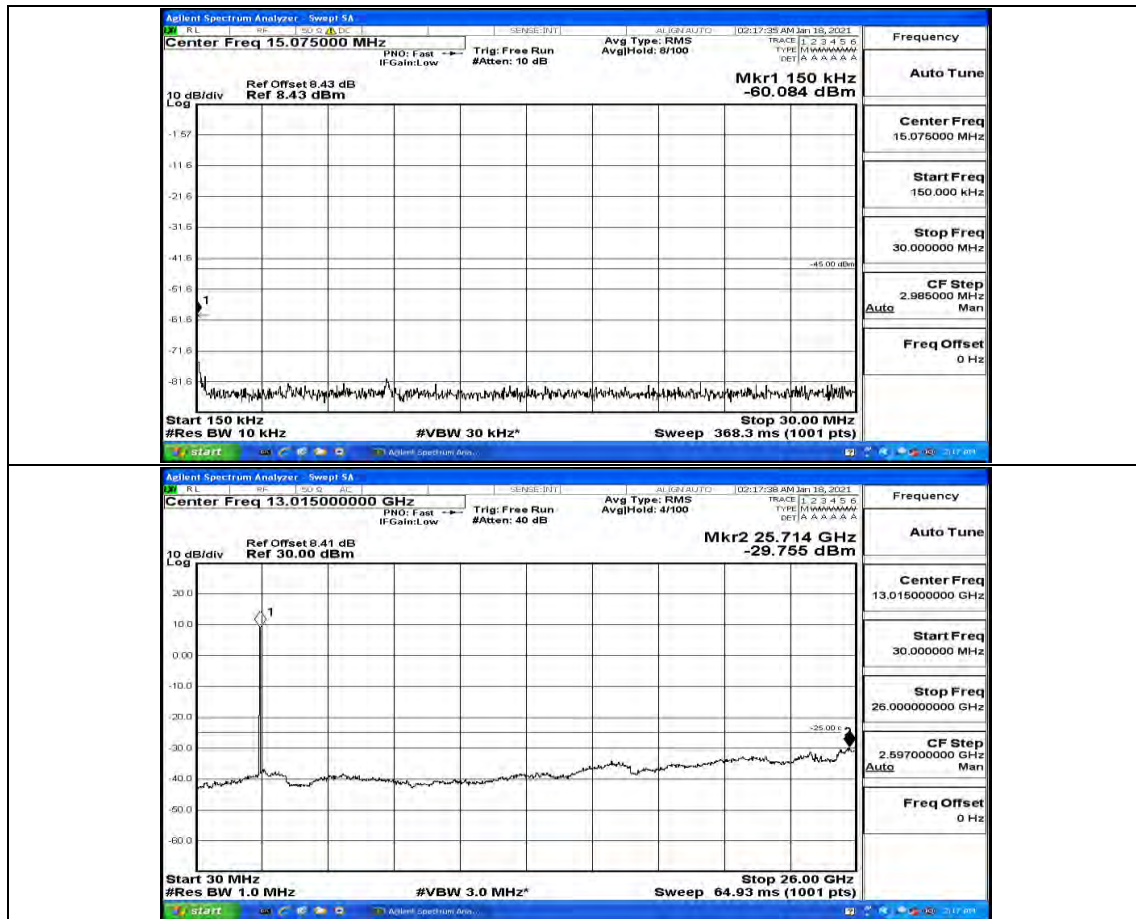 Agilent Spectrum Analyzer - Swept SA
RL RF 50 Ω DC SENSE:INT ALIGN AUTO 02:17:35 AM Jan 18, 2021
Center Freq 15.075000 MHz
PNO: Fast
IFGain:Low
Trig: Free Run
#Atten: 10 dB
Avg Type: RMS
Avg|Hold: 8/100
TRACE 1 2 3 4 5 6
TYPE M
DET A A A A A A
Ref Offset 8.43 dB
10 dB/div Ref 8.43 dBm
Log
Mkr1 150 kHz
-60.084 dBm
-1.57
-11.6
-21.6
-31.6
-41.6
-45.00 dBm
-51.6
1
-61.6
-71.6
-81.6
Start 150 kHz
Stop 30.00 MHz
#Res BW 10 kHz
#VBW 30 kHz*
Sweep 368.3 ms (1001 pts)
Frequency
Auto Tune
Center Freq
15.075000 MHz
Start Freq
150.000 kHz
Stop Freq
30.000000 MHz
CF Step
2.985000 MHz
Auto Man
Freq Offset
0 Hz
start
Agilent Spectrum Ana...
2:17 AM
Agilent Spectrum Analyzer - Swept SA
RL RF 50 Ω AC SENSE:INT ALIGN AUTO 02:17:38 AM Jan 18, 2021
Center Freq 13.015000000 GHz
PNO: Fast
IFGain:Low
Trig: Free Run
#Atten: 40 dB
Avg Type: RMS
Avg|Hold: 4/100
TRACE 1 2 3 4 5 6
TYPE M
DET A A A A A A
Ref Offset 8.41 dB
10 dB/div Ref 30.00 dBm
Log
Mkr2 25.714 GHz
-29.755 dBm
20.0
1
10.0
0.00
-10.0
-20.0
-25.00
2
-30.0
-40.0
-50.0
-60.0
Start 30 MHz
Stop 26.00 GHz
#Res BW 1.0 MHz
#VBW 3.0 MHz*
Sweep 64.93 ms (1001 pts)
Frequency
Auto Tune
Center Freq
13.015000000 GHz
Start Freq
30.000000 MHz
Stop Freq
26.000000000 GHz
CF Step
2.597000000 GHz
Auto Man
Freq Offset
0 Hz
start
Agilent Spectrum Ana...
2:17 AM